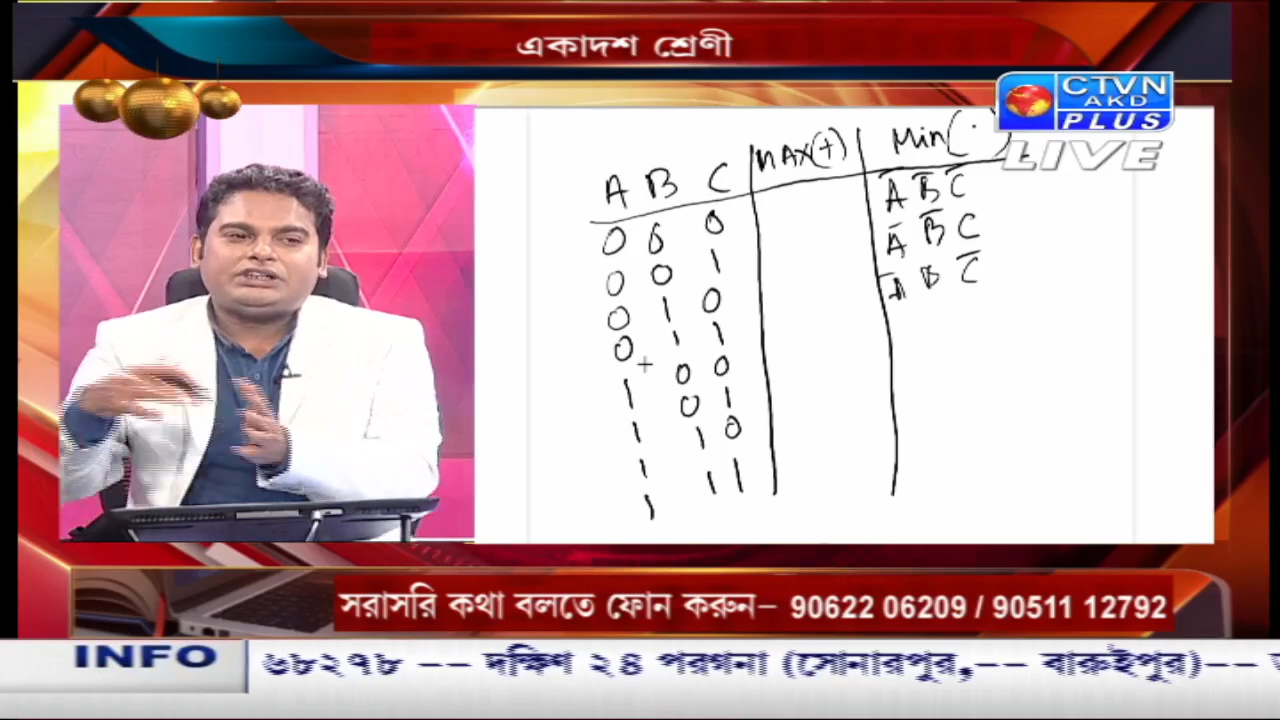 একাদশ শ্রেণী
CTVN
AKD
PLUS
LIVE
A B C MAX(+) Min(·)
0 0 0 A̅ B̅ C̅
0 0 1 A̅ B̅ C
0 1 0 A̅ B C̅
0 1 1
1 0 0
1 0 1
1 1 0
1 1 1
সরাসরি কথা বলতে ফোন করুন- 90622 06209 / 90511 12792
INFO ৬৮২৭৮ -- দক্ষিণ ২৪ পরগনা (সোনারপুর,-- বারুইপুর)--